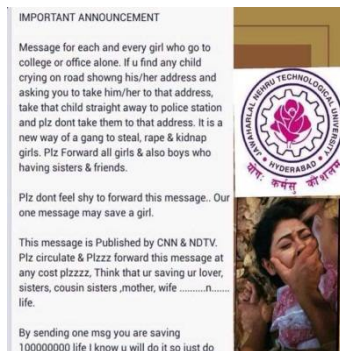 IMPORTANT ANNOUNCEMENT
Message for each and every girl who go to
college or office alone. If u find any child
crying on road showng his/her address and
asking you to take him/her to that address,
take that child straight away to police station
and plz dont take them to that address. It is a
new way of a gang to steal, rape & kidnap
girls. Plz Forward all girls & also boys who
having sisters & friends.
Plz dont feel shy to forward this message.. Our
one message may save a girl.
This message is Published by CNN & NDTV.
Plz circulate & Plzzz forward this message at
any cost plzzzz, Think that ur saving ur lover,
sisters, cousin sisters ,mother, wife ..........n.......
life.
By sending one msg you are saving
100000000 life I know u will do it so just do
JAWAHARLAL NEHRU TECHNOLOGICAL UNIVERSITY
HYDERABAD
योगः कर्मसु कौशलम्